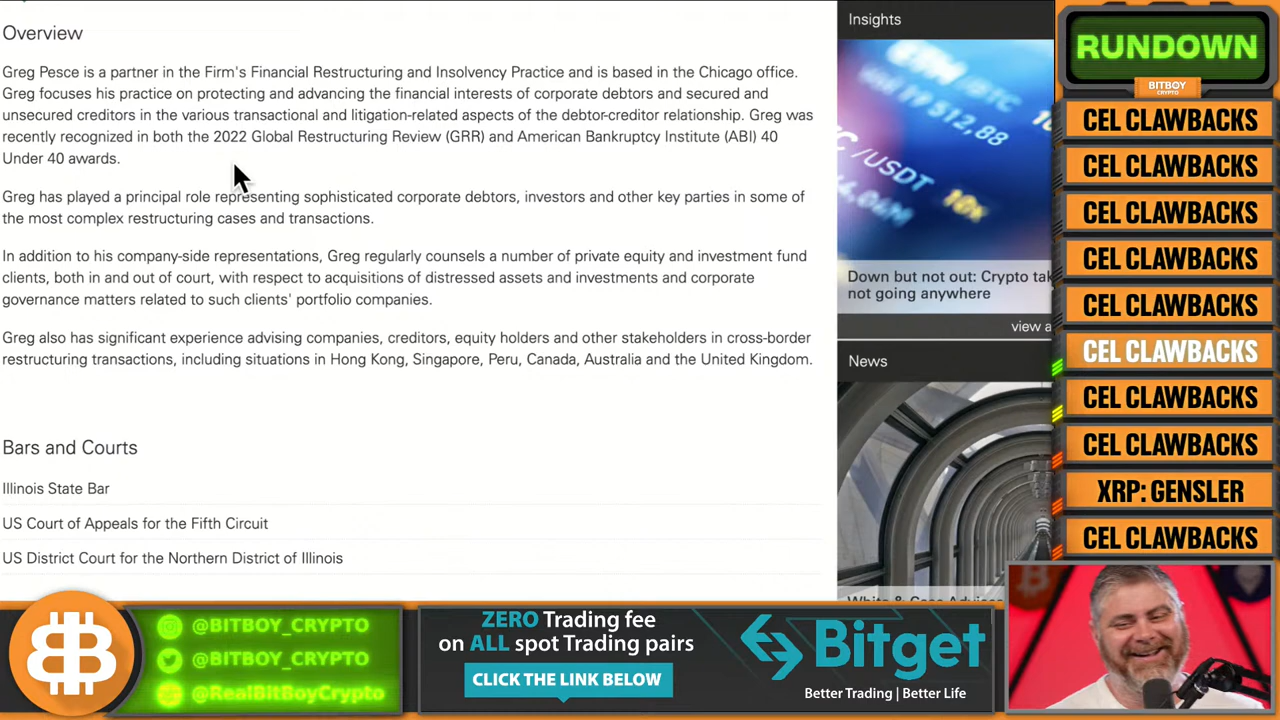 Overview
Greg Pesce is a partner in the Firm's Financial Restructuring and Insolvency Practice and is based in the Chicago office.
Greg focuses his practice on protecting and advancing the financial interests of corporate debtors and secured and
unsecured creditors in the various transactional and litigation-related aspects of the debtor-creditor relationship. Greg was
recently recognized in both the 2022 Global Restructuring Review (GRR) and American Bankruptcy Institute (ABI) 40
Under 40 awards.
Greg has played a principal role representing sophisticated corporate debtors, investors and other key parties in some of
the most complex restructuring cases and transactions.
In addition to his company-side representations, Greg regularly counsels a number of private equity and investment fund
clients, both in and out of court, with respect to acquisitions of distressed assets and investments and corporate
governance matters related to such clients' portfolio companies.
Greg also has significant experience advising companies, creditors, equity holders and other stakeholders in cross-border
restructuring transactions, including situations in Hong Kong, Singapore, Peru, Canada, Australia and the United Kingdom.
Bars and Courts
Illinois State Bar
US Court of Appeals for the Fifth Circuit
US District Court for the Northern District of Illinois
Insights
/USDT
10k
Down but not out: Crypto tak
not going anywhere
view a
News
RUNDOWN
BITBOY
CRYPTO
CEL CLAWBACKS
CEL CLAWBACKS
CEL CLAWBACKS
CEL CLAWBACKS
CEL CLAWBACKS
CEL CLAWBACKS
CEL CLAWBACKS
CEL CLAWBACKS
XRP: GENSLER
CEL CLAWBACKS
@BITBOY_CRYPTO
@BITBOY_CRYPTO
@RealBitBoyCrypto
ZERO Trading fee
on ALL spot Trading pairs
CLICK THE LINK BELOW
Bitget
Better Trading | Better Life